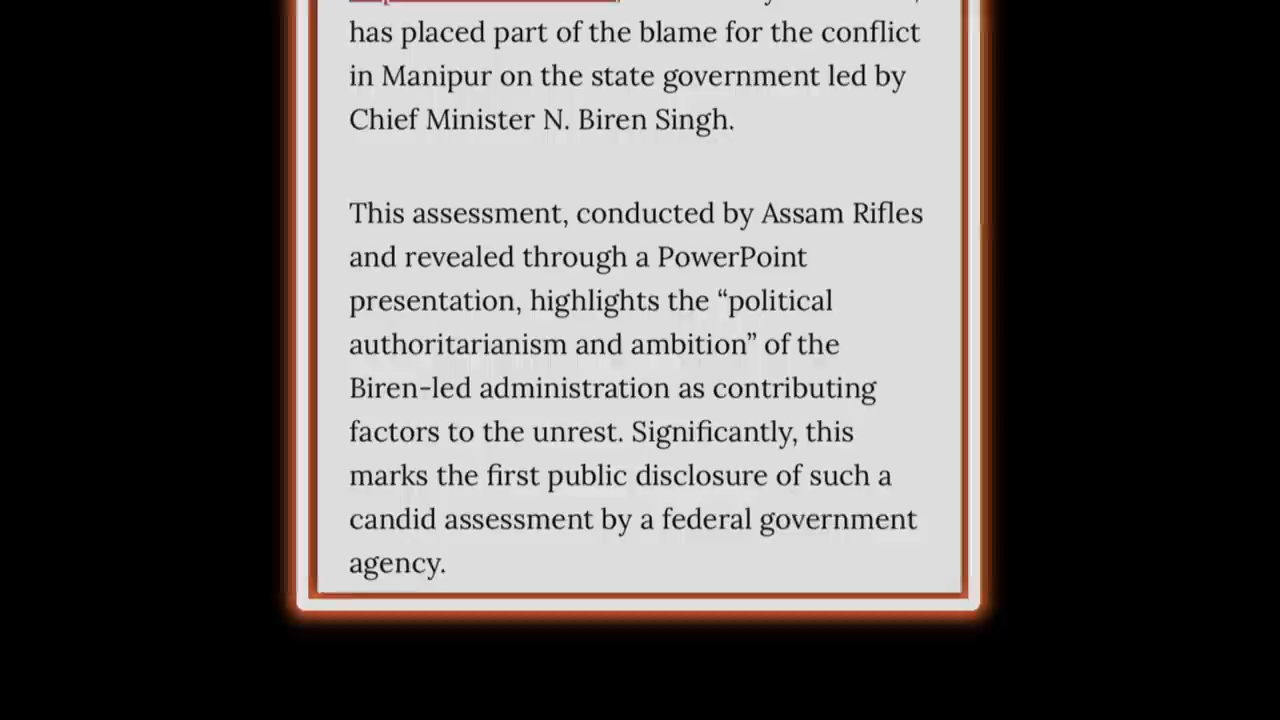 has placed part of the blame for the conflict
in Manipur on the state government led by
Chief Minister N. Biren Singh.
This assessment, conducted by Assam Rifles
and revealed through a PowerPoint
presentation, highlights the “political
authoritarianism and ambition” of the
Biren-led administration as contributing
factors to the unrest. Significantly, this
marks the first public disclosure of such a
candid assessment by a federal government
agency.